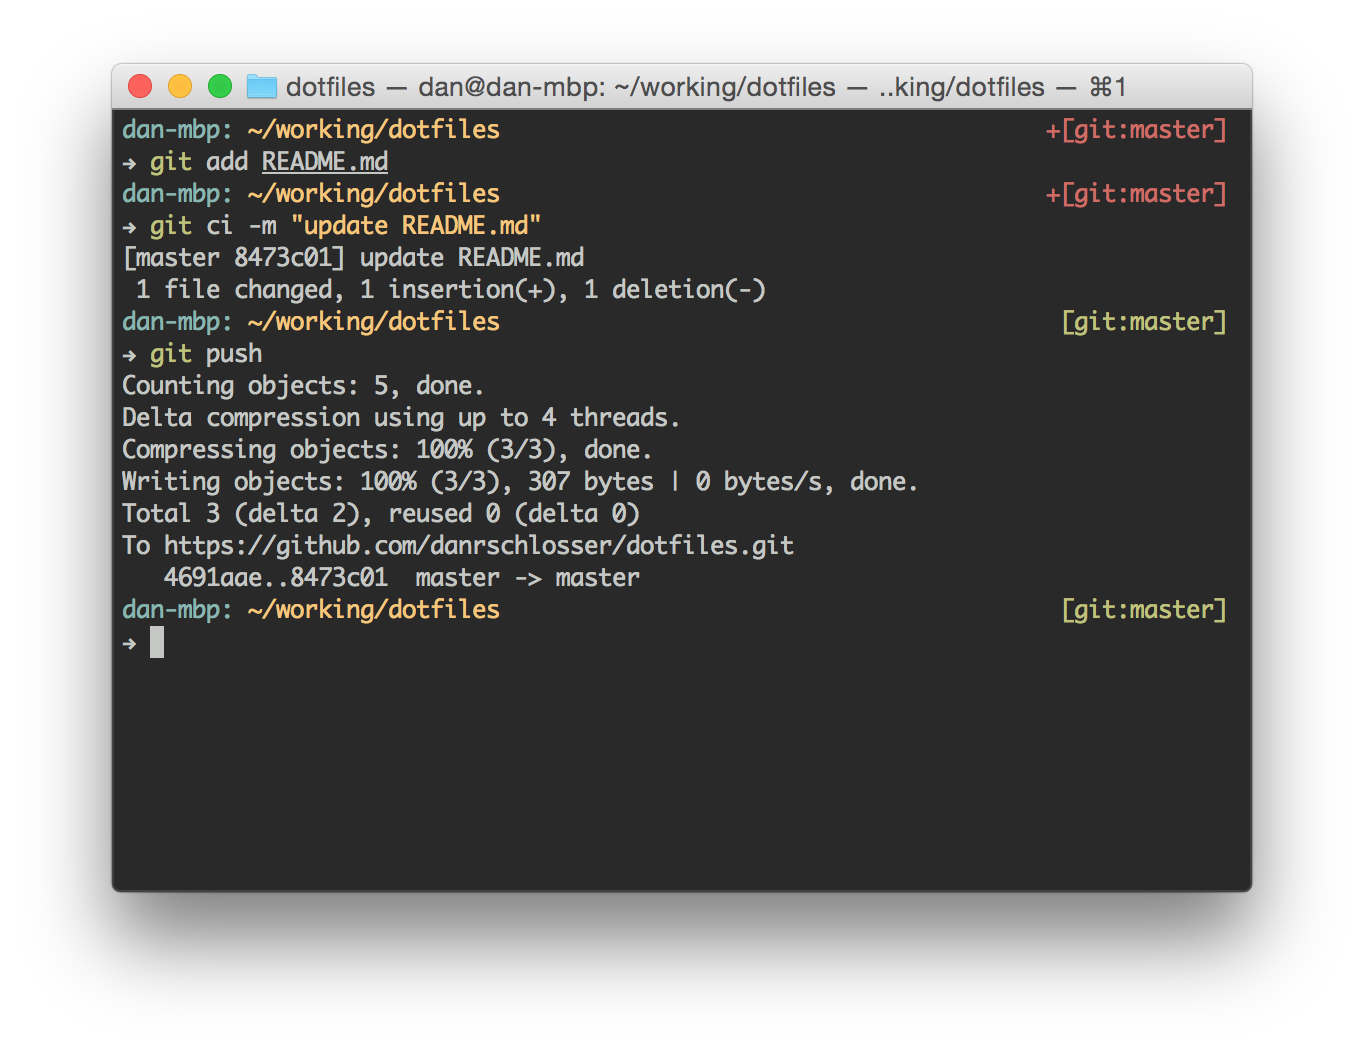 dotfiles — dan@dan-mbp: ~/working/dotfiles — ..king/dotfiles — ⌘1
dan-mbp: ~/working/dotfiles +[git:master]
→ git add README.md
dan-mbp: ~/working/dotfiles +[git:master]
→ git ci -m "update README.md"
[master 8473c01] update README.md
 1 file changed, 1 insertion(+), 1 deletion(-)
dan-mbp: ~/working/dotfiles [git:master]
→ git push
Counting objects: 5, done.
Delta compression using up to 4 threads.
Compressing objects: 100% (3/3), done.
Writing objects: 100% (3/3), 307 bytes | 0 bytes/s, done.
Total 3 (delta 2), reused 0 (delta 0)
To https://github.com/danrschlosser/dotfiles.git
   4691aae..8473c01  master -> master
dan-mbp: ~/working/dotfiles [git:master]
→